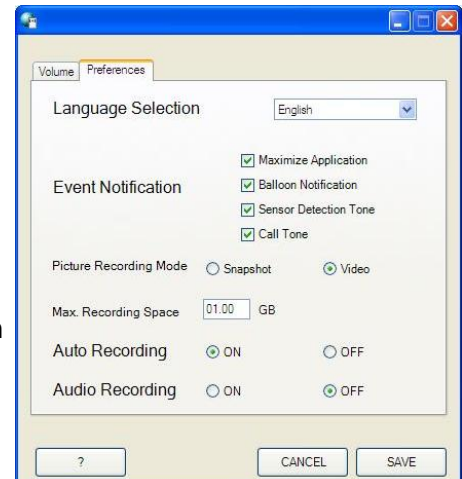 Volume Preferences
Language Selection English
Event Notification
Maximize Application
Balloon Notification
Sensor Detection Tone
Call Tone
Picture Recording Mode Snapshot Video
Max. Recording Space 01.00 GB
Auto Recording ON OFF
Audio Recording ON OFF
? CANCEL SAVE